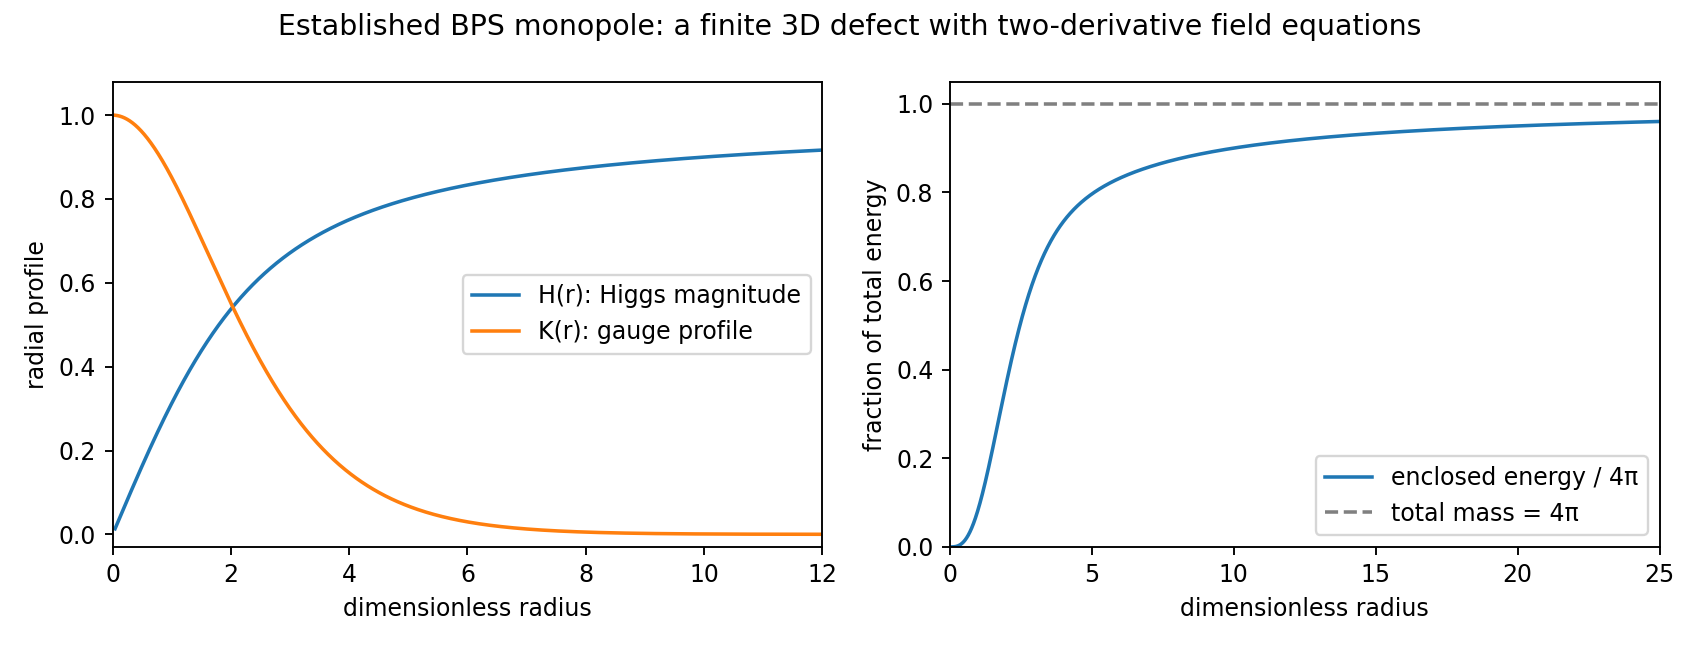 Established BPS monopole: a finite 3D defect with two-derivative field equations
radial profile
1.0
0.8
0.6
0.4
0.2
0.0
H(r): Higgs magnitude
K(r): gauge profile
0 2 4 6 8 10 12
dimensionless radius
fraction of total energy
1.0
0.8
0.6
0.4
0.2
0.0
enclosed energy / 4π
total mass = 4π
0 5 10 15 20 25
dimensionless radius